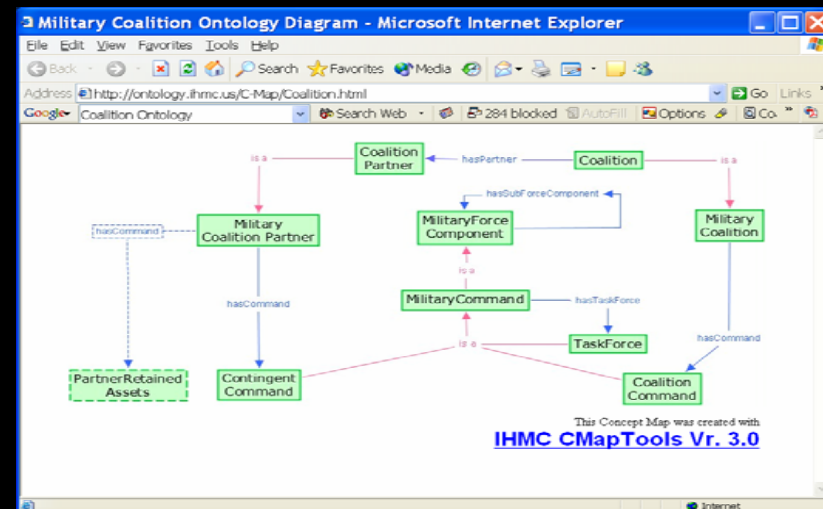 Military Coalition Ontology Diagram - Microsoft Internet Explorer
File Edit View Favorites Tools Help
Back Search Favorites Media
Address http://ontology.ihmc.us/C-Map/Coalition.html Go Links »
Google Coalition Ontology Search Web 284 blocked AutoFill Options Co »
Coalition
Partner
hasPartner
Coalition
is a
is a
hasSubForceComponent
Military
Coalition Partner
hasCommand
MilitaryForce
Component
Military
Coalition
is a
hasCommand
MilitaryCommand
hasTaskForce
hasCommand
is a
TaskForce
PartnerRetained
Assets
Contingent
Command
Coalition
Command
This Concept Map was created with
IHMC CMapTools Vr. 3.0
Internet